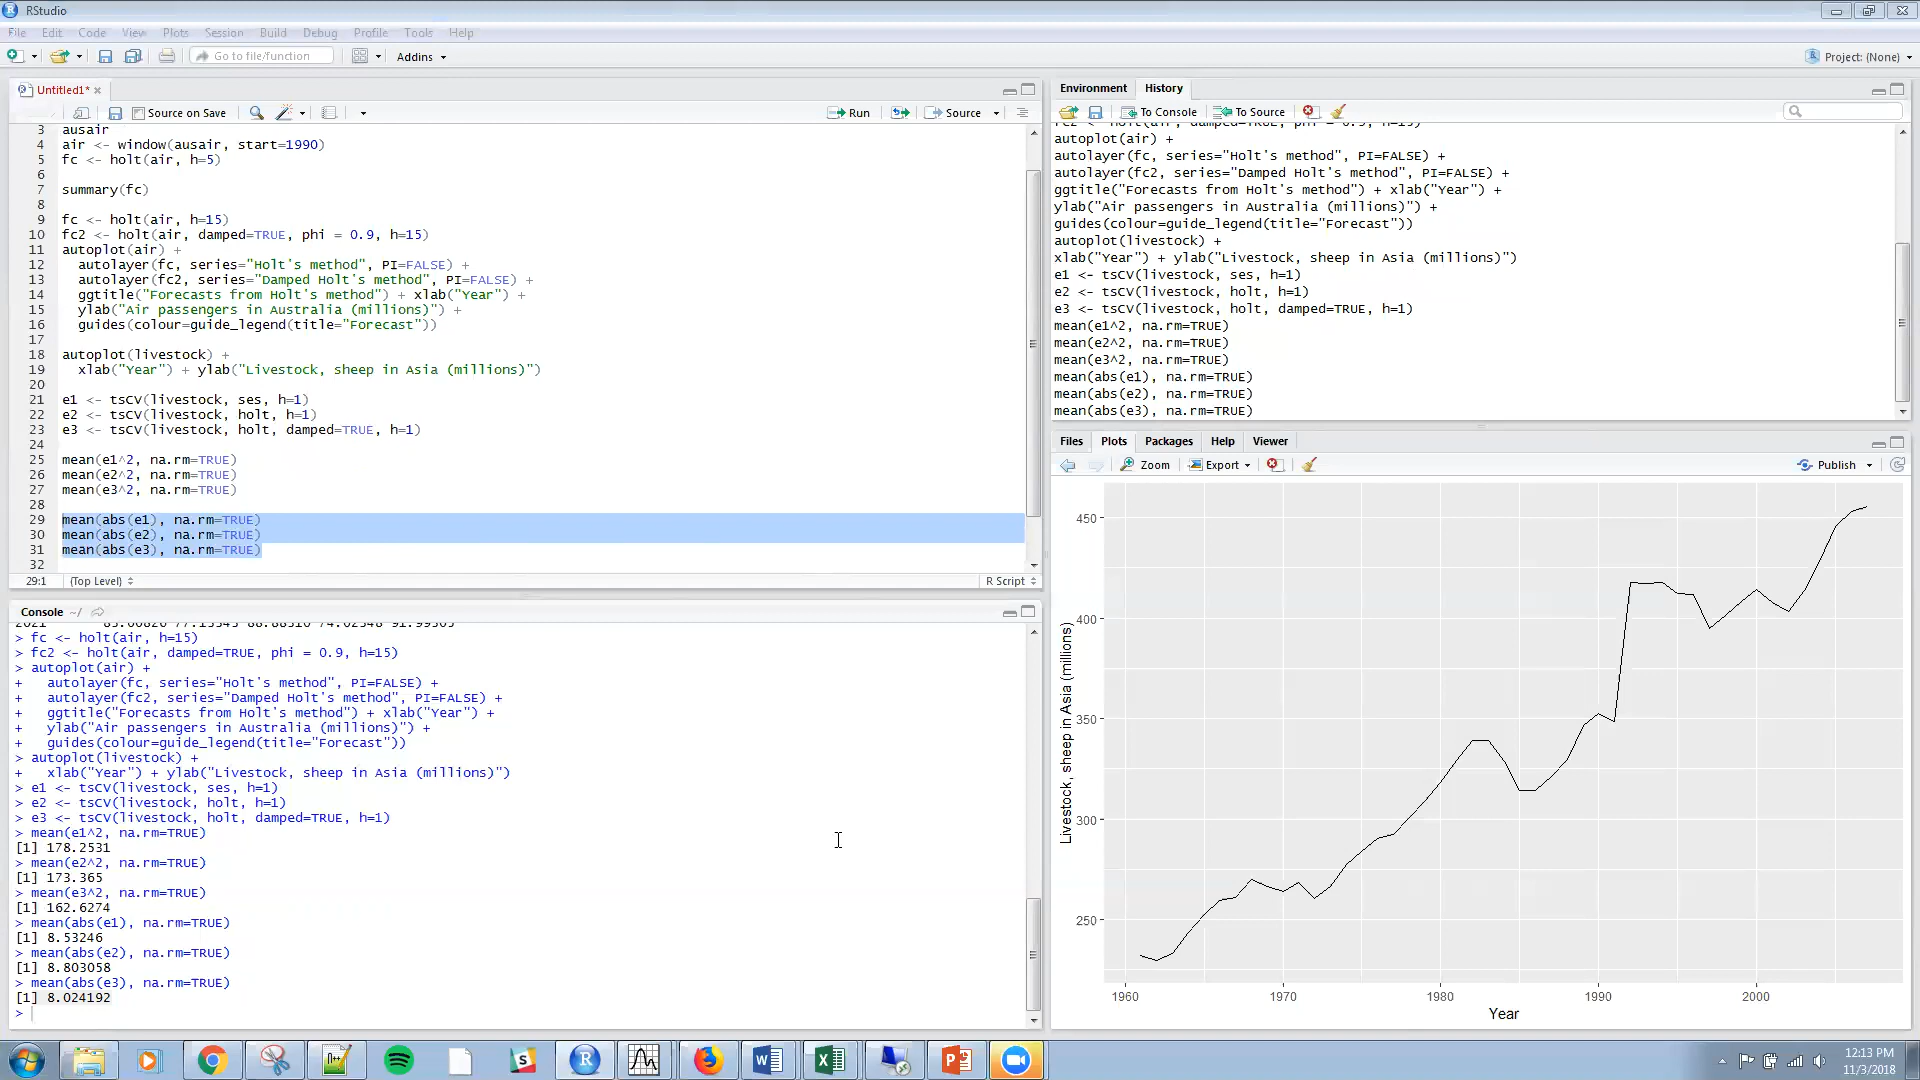 RStudio
File Edit Code View Plots Session Build Debug Profile Tools Help
Go to file/function Addins Project: (None)
Untitled1*
Source on Save Run Source
3 ausair
4 air <- window(ausair, start=1990)
5 fc <- holt(air, h=5)
6
7 summary(fc)
8
9 fc <- holt(air, h=15)
10 fc2 <- holt(air, damped=TRUE, phi = 0.9, h=15)
11 autoplot(air) +
12 autolayer(fc, series="Holt's method", PI=FALSE) +
13 autolayer(fc2, series="Damped Holt's method", PI=FALSE) +
14 ggtitle("Forecasts from Holt's method") + xlab("Year") +
15 ylab("Air passengers in Australia (millions)") +
16 guides(colour=guide_legend(title="Forecast"))
17
18 autoplot(livestock) +
19 xlab("Year") + ylab("Livestock, sheep in Asia (millions)")
20
21 e1 <- tsCV(livestock, ses, h=1)
22 e2 <- tsCV(livestock, holt, h=1)
23 e3 <- tsCV(livestock, holt, damped=TRUE, h=1)
24
25 mean(e1^2, na.rm=TRUE)
26 mean(e2^2, na.rm=TRUE)
27 mean(e3^2, na.rm=TRUE)
28
29 mean(abs(e1), na.rm=TRUE)
30 mean(abs(e2), na.rm=TRUE)
31 mean(abs(e3), na.rm=TRUE)
32
29:1 (Top Level) R Script
Console ~/
2021 83.00820 77.15345 88.88310 74.02348 91.99305
> fc <- holt(air, h=15)
> fc2 <- holt(air, damped=TRUE, phi = 0.9, h=15)
> autoplot(air) +
+ autolayer(fc, series="Holt's method", PI=FALSE) +
+ autolayer(fc2, series="Damped Holt's method", PI=FALSE) +
+ ggtitle("Forecasts from Holt's method") + xlab("Year") +
+ ylab("Air passengers in Australia (millions)") +
+ guides(colour=guide_legend(title="Forecast"))
> autoplot(livestock) +
+ xlab("Year") + ylab("Livestock, sheep in Asia (millions)")
> e1 <- tsCV(livestock, ses, h=1)
> e2 <- tsCV(livestock, holt, h=1)
> e3 <- tsCV(livestock, holt, damped=TRUE, h=1)
> mean(e1^2, na.rm=TRUE)
[1] 178.2531
> mean(e2^2, na.rm=TRUE)
[1] 173.365
> mean(e3^2, na.rm=TRUE)
[1] 162.6274
> mean(abs(e1), na.rm=TRUE)
[1] 8.53246
> mean(abs(e2), na.rm=TRUE)
[1] 8.803058
> mean(abs(e3), na.rm=TRUE)
[1] 8.024192
>
Environment History
To Console To Source
fc2 <- holt(air, damped=TRUE, phi = 0.9, h=15)
autoplot(air) +
autolayer(fc, series="Holt's method", PI=FALSE) +
autolayer(fc2, series="Damped Holt's method", PI=FALSE) +
ggtitle("Forecasts from Holt's method") + xlab("Year") +
ylab("Air passengers in Australia (millions)") +
guides(colour=guide_legend(title="Forecast"))
autoplot(livestock) +
xlab("Year") + ylab("Livestock, sheep in Asia (millions)")
e1 <- tsCV(livestock, ses, h=1)
e2 <- tsCV(livestock, holt, h=1)
e3 <- tsCV(livestock, holt, damped=TRUE, h=1)
mean(e1^2, na.rm=TRUE)
mean(e2^2, na.rm=TRUE)
mean(e3^2, na.rm=TRUE)
mean(abs(e1), na.rm=TRUE)
mean(abs(e2), na.rm=TRUE)
mean(abs(e3), na.rm=TRUE)
Files Plots Packages Help Viewer
Zoom Export Publish
450
400
350
300
250
Livestock, sheep in Asia (millions)
1960 1970 1980 1990 2000
Year
12:13 PM
11/3/2018